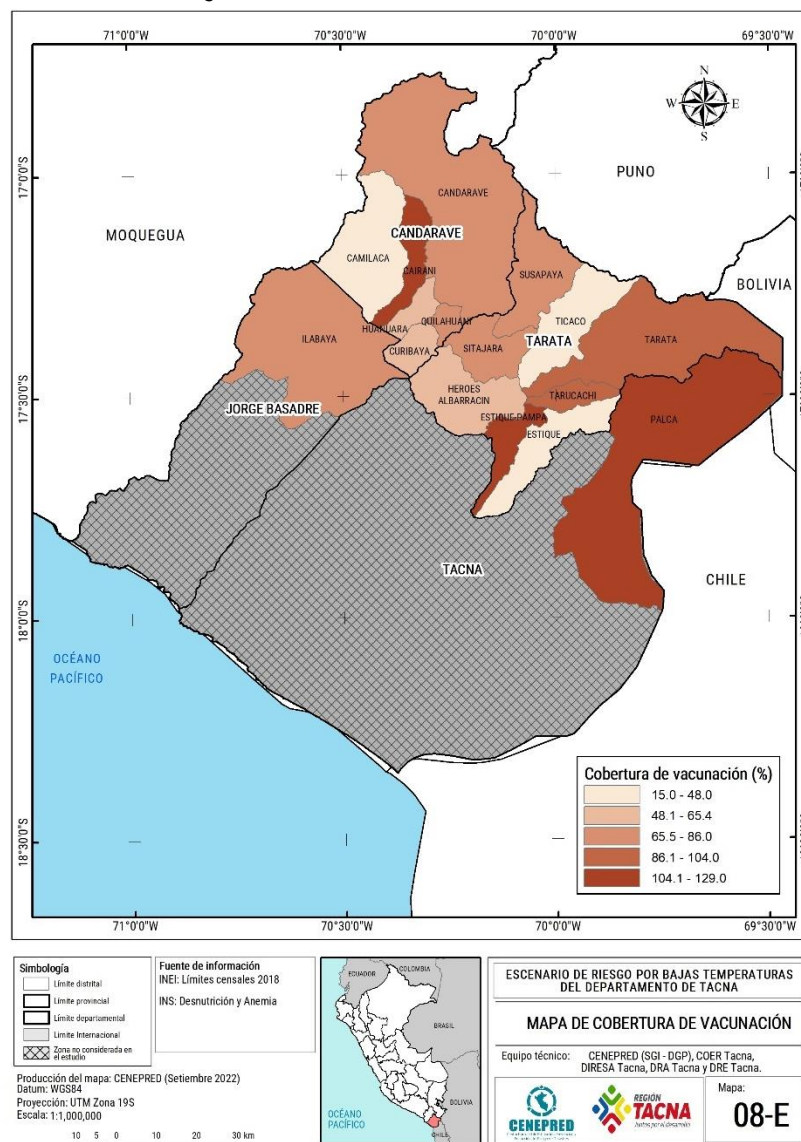 71°0'0"W
70°30'0"W
70°0'0"W
69°30'0"W
N
W
E
S
17°0'0"S
PUNO
CANDARAVE
MOQUEGUA
CANDARAVE
CAMILACA
CAIRANI
SUSAPAYA
BOLIVIA
TICACO
ILABAYA
HUANUARA
QUILAHUANI
TARATA
TARATA
SITAJARA
CURIBAYA
17°30'0"S
JORGE BASADRE
HEROES
ALBARRACIN
TARUCACHI
ESTIQUE-PAMPA
PALCA
ESTIQUE
TACNA
CHILE
18°0'0"S
OCÉANO
PACÍFICO
Cobertura de vacunación (%)
15.0 - 48.0
48.1 - 65.4
65.5 - 86.0
86.1 - 104.0
104.1 - 129.0
18°30'0"S
71°0'0"W
70°30'0"W
70°0'0"W
69°30'0"W
Simbología
Límite distrital
Límite provincial
Límite departamental
Límite Internacional
Zona no considerada en
el estudio
Fuente de información
INEI: Límites censales 2018
INS: Desnutrición y Anemia
Producción del mapa: CENEPRED (Setiembre 2022)
Datum: WGS84
Proyección: UTM Zona 19S
Escala: 1:1,000,000
10 5 0 10 20 30 km
ECUADOR
COLOMBIA
BRASIL
BOLIVIA
OCÉANO
PACÍFICO
CHILE
ESCENARIO DE RIESGO POR BAJAS TEMPERATURAS
DEL DEPARTAMENTO DE TACNA
MAPA DE COBERTURA DE VACUNACIÓN
Equipo técnico: CENEPRED (SGI - DGP), COER Tacna,
DIRESA Tacna, DRA Tacna y DRE Tacna.
CENEPRED
REGIÓN
TACNA
Juntos por el desarrollo
Mapa:
08-E